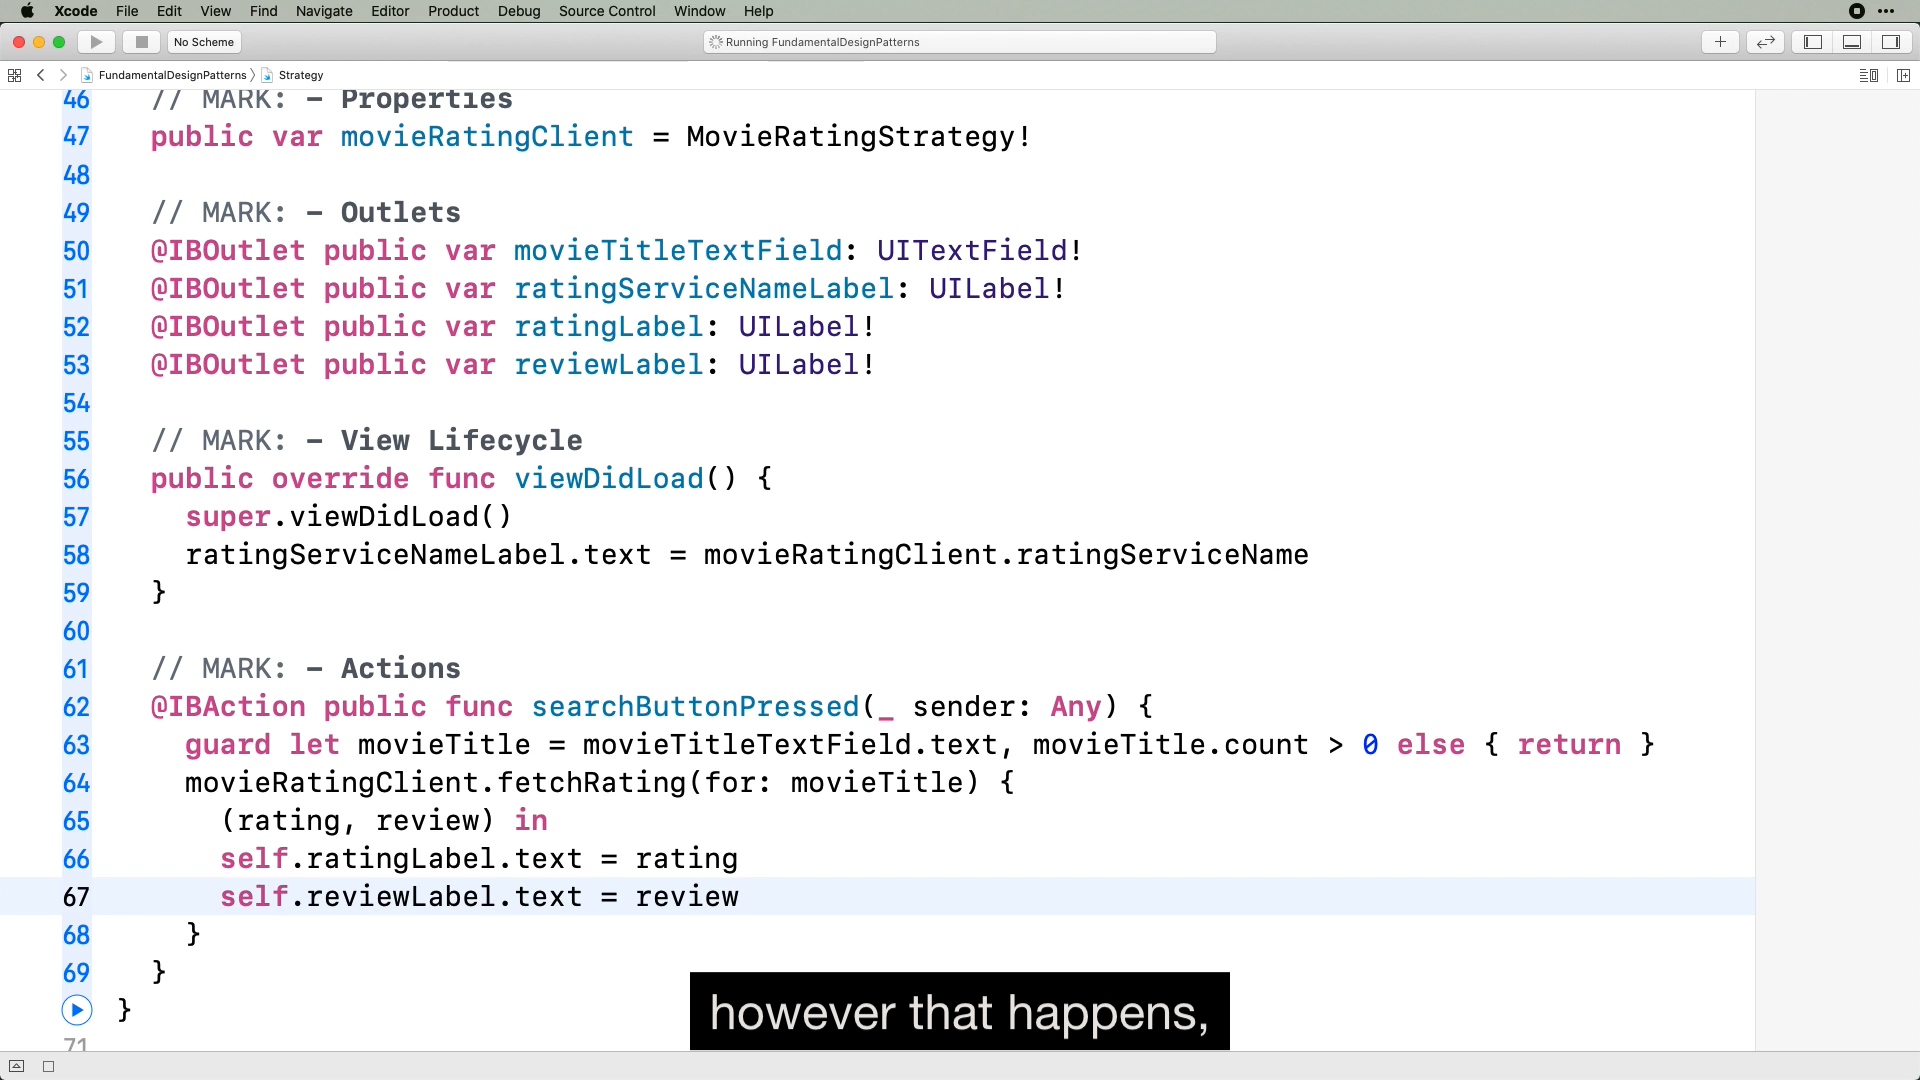 Xcode File Edit View Find Navigate Editor Product Debug Source Control Window Help
No Scheme
Running FundamentalDesignPatterns
FundamentalDesignPatterns Strategy
46 // MARK: - Properties
47 public var movieRatingClient = MovieRatingStrategy!
48
49 // MARK: - Outlets
50 @IBOutlet public var movieTitleTextField: UITextField!
51 @IBOutlet public var ratingServiceNameLabel: UILabel!
52 @IBOutlet public var ratingLabel: UILabel!
53 @IBOutlet public var reviewLabel: UILabel!
54
55 // MARK: - View Lifecycle
56 public override func viewDidLoad() {
57 super.viewDidLoad()
58 ratingServiceNameLabel.text = movieRatingClient.ratingServiceName
59 }
60
61 // MARK: - Actions
62 @IBAction public func searchButtonPressed(_ sender: Any) {
63 guard let movieTitle = movieTitleTextField.text, movieTitle.count > 0 else { return }
64 movieRatingClient.fetchRating(for: movieTitle) {
65 (rating, review) in
66 self.ratingLabel.text = rating
67 self.reviewLabel.text = review
68 }
69 }
}
71
however that happens,